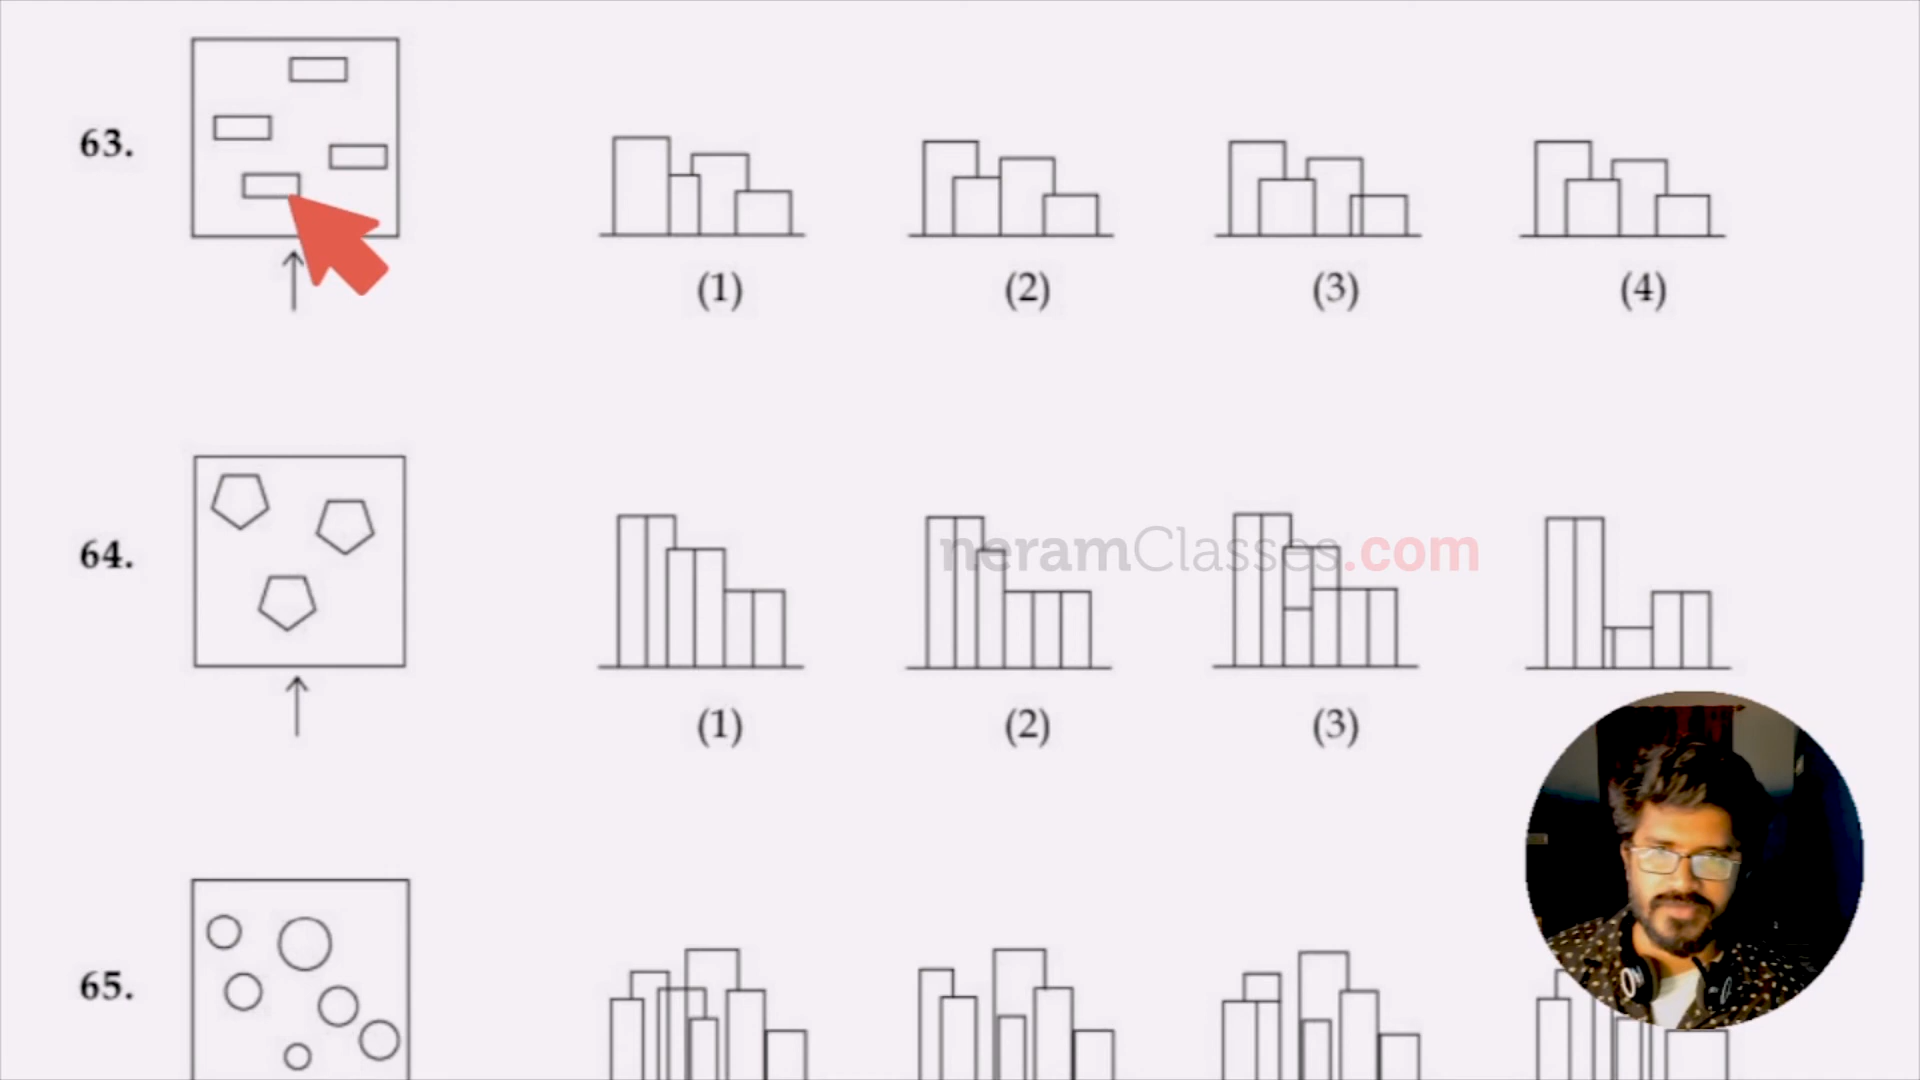 63.
(1) (2) (3) (4)
neramClasses.com
64.
(1) (2) (3)
65.